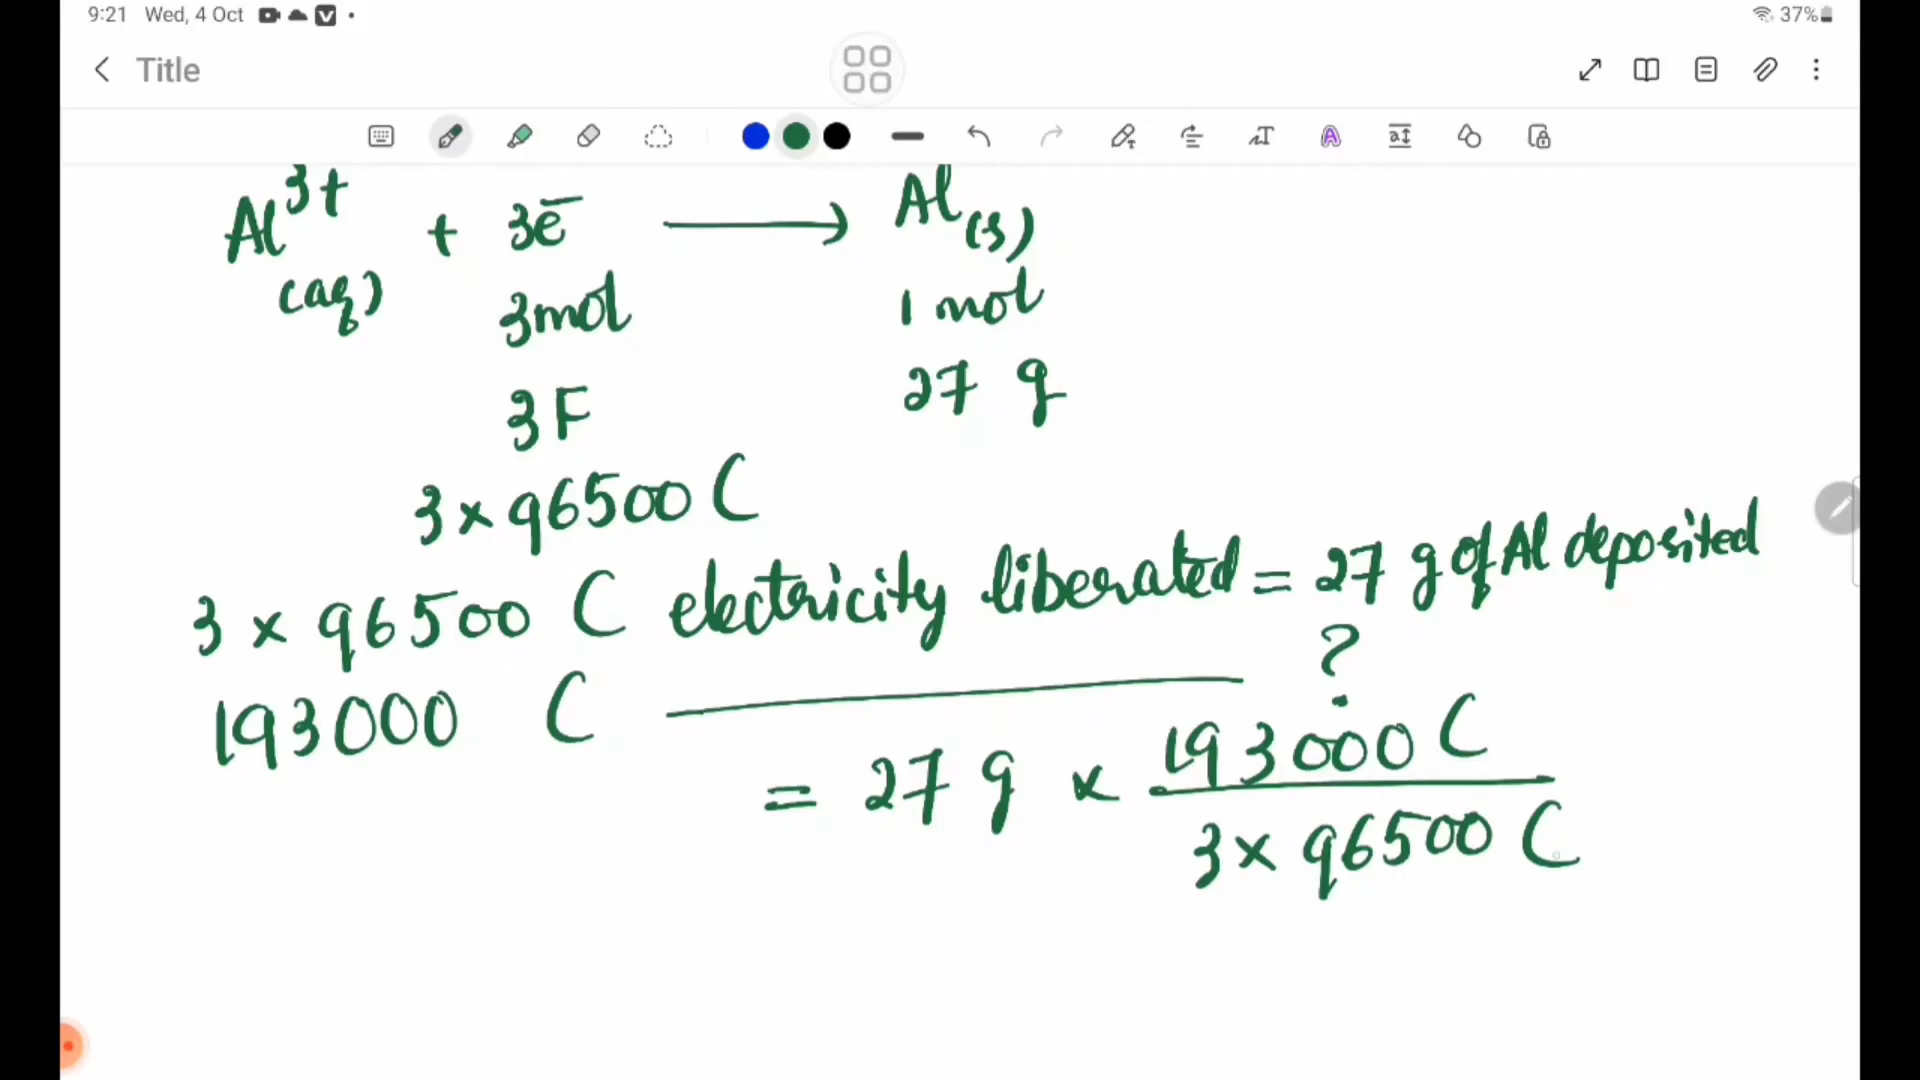 9:21 Wed, 4 Oct V • 37%
Title
A aI T
Al³⁺ + 3e⁻ ⟶ Al(s)
(aq)
3mol 1 mol
3F 27 g
3 × 96500 C
3 × 96500 C electricity liberated = 27 g of Al deposited
193000 C ——— ?
= 27 g × 193000 C
3 × 96500 C